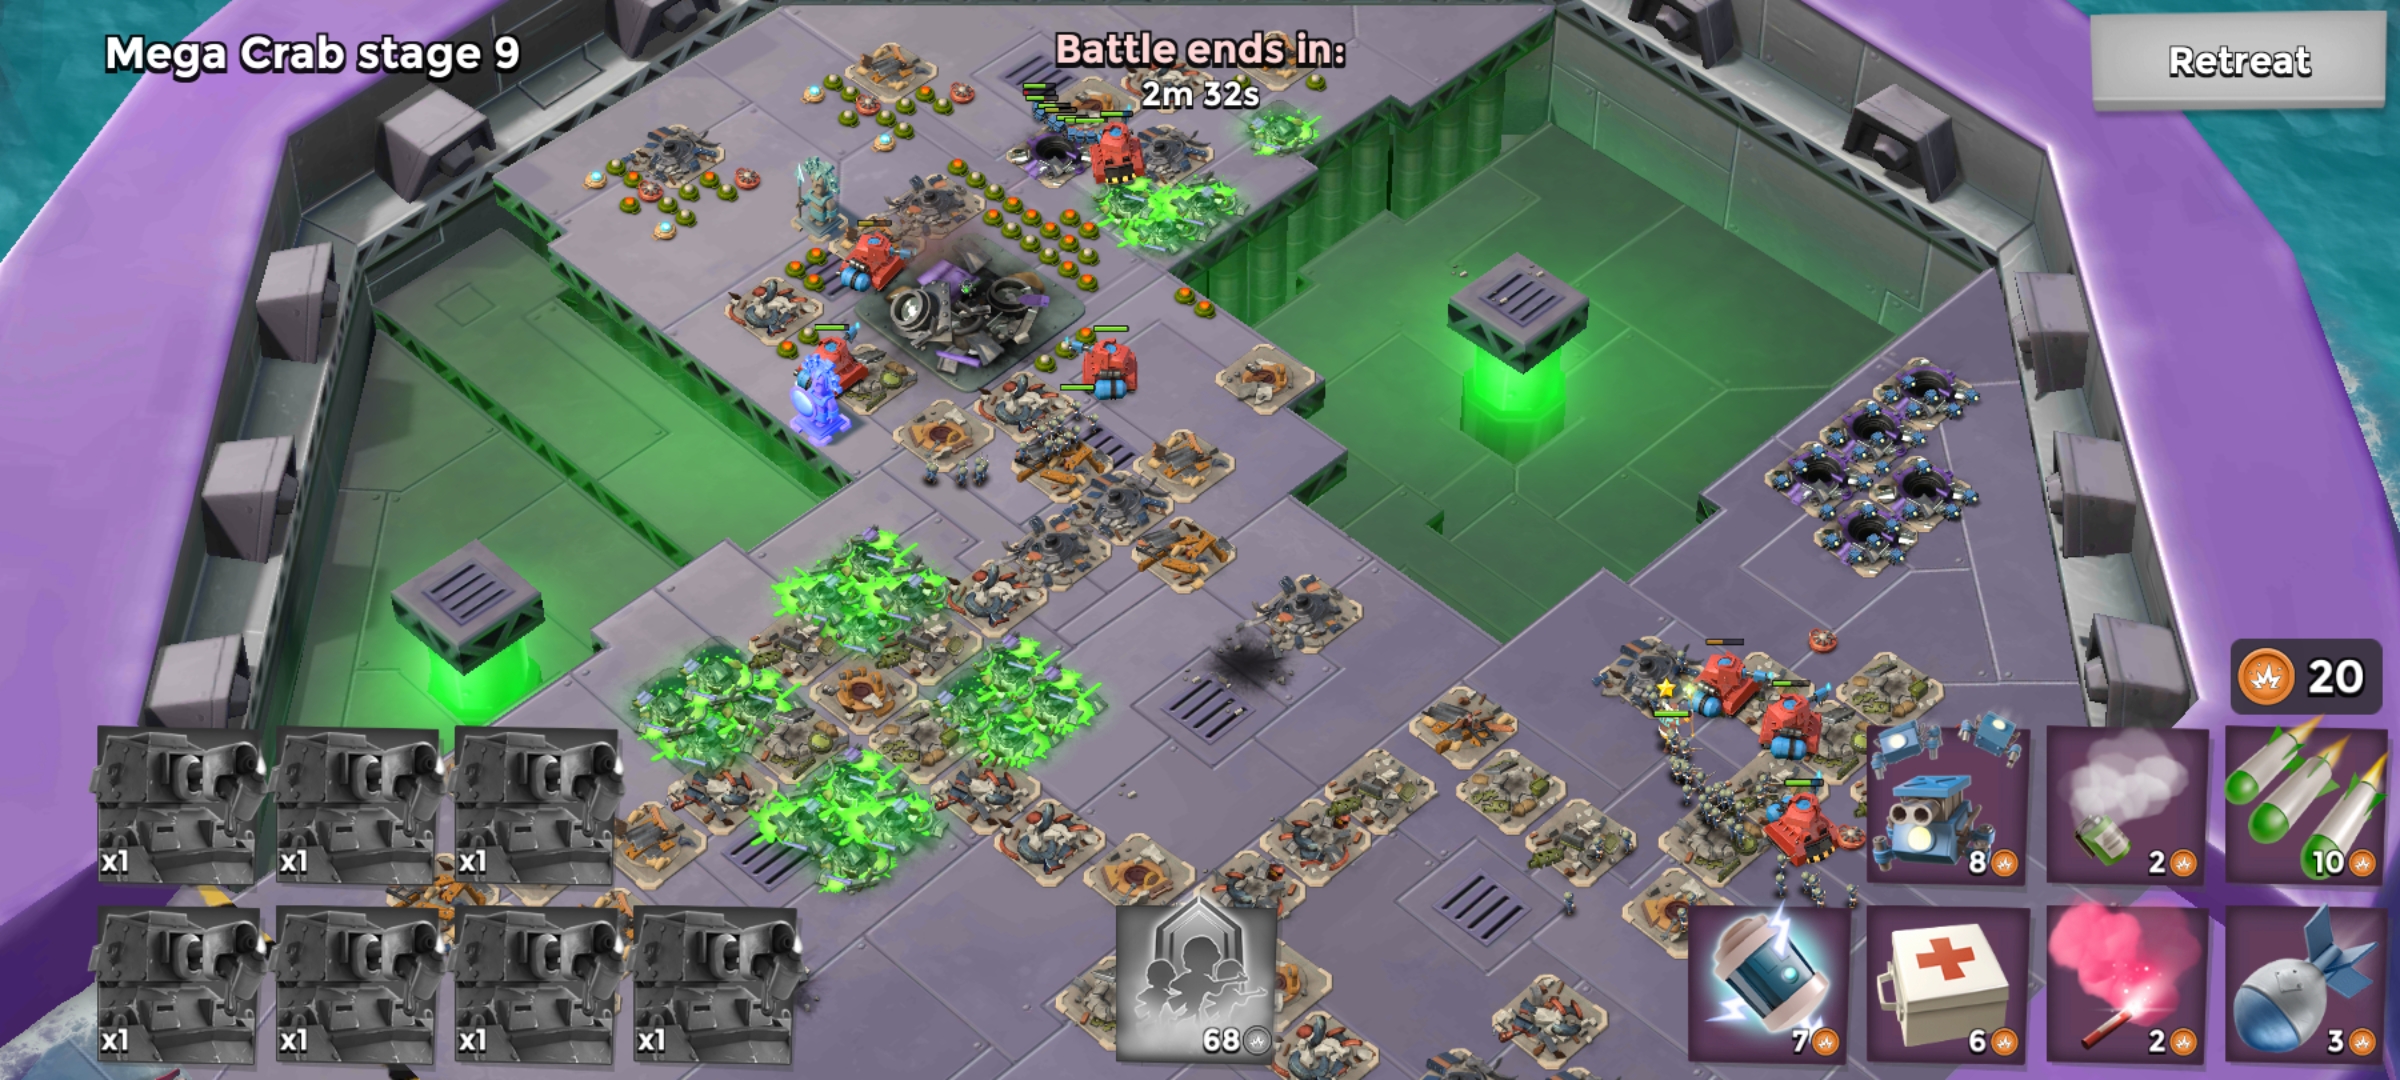 Mega Crab stage 9
Battle ends in:
2m 32s
Retreat
20
x1
x1
x1
8
2
10
x1
x1
x1
x1
68
7
6
2
3